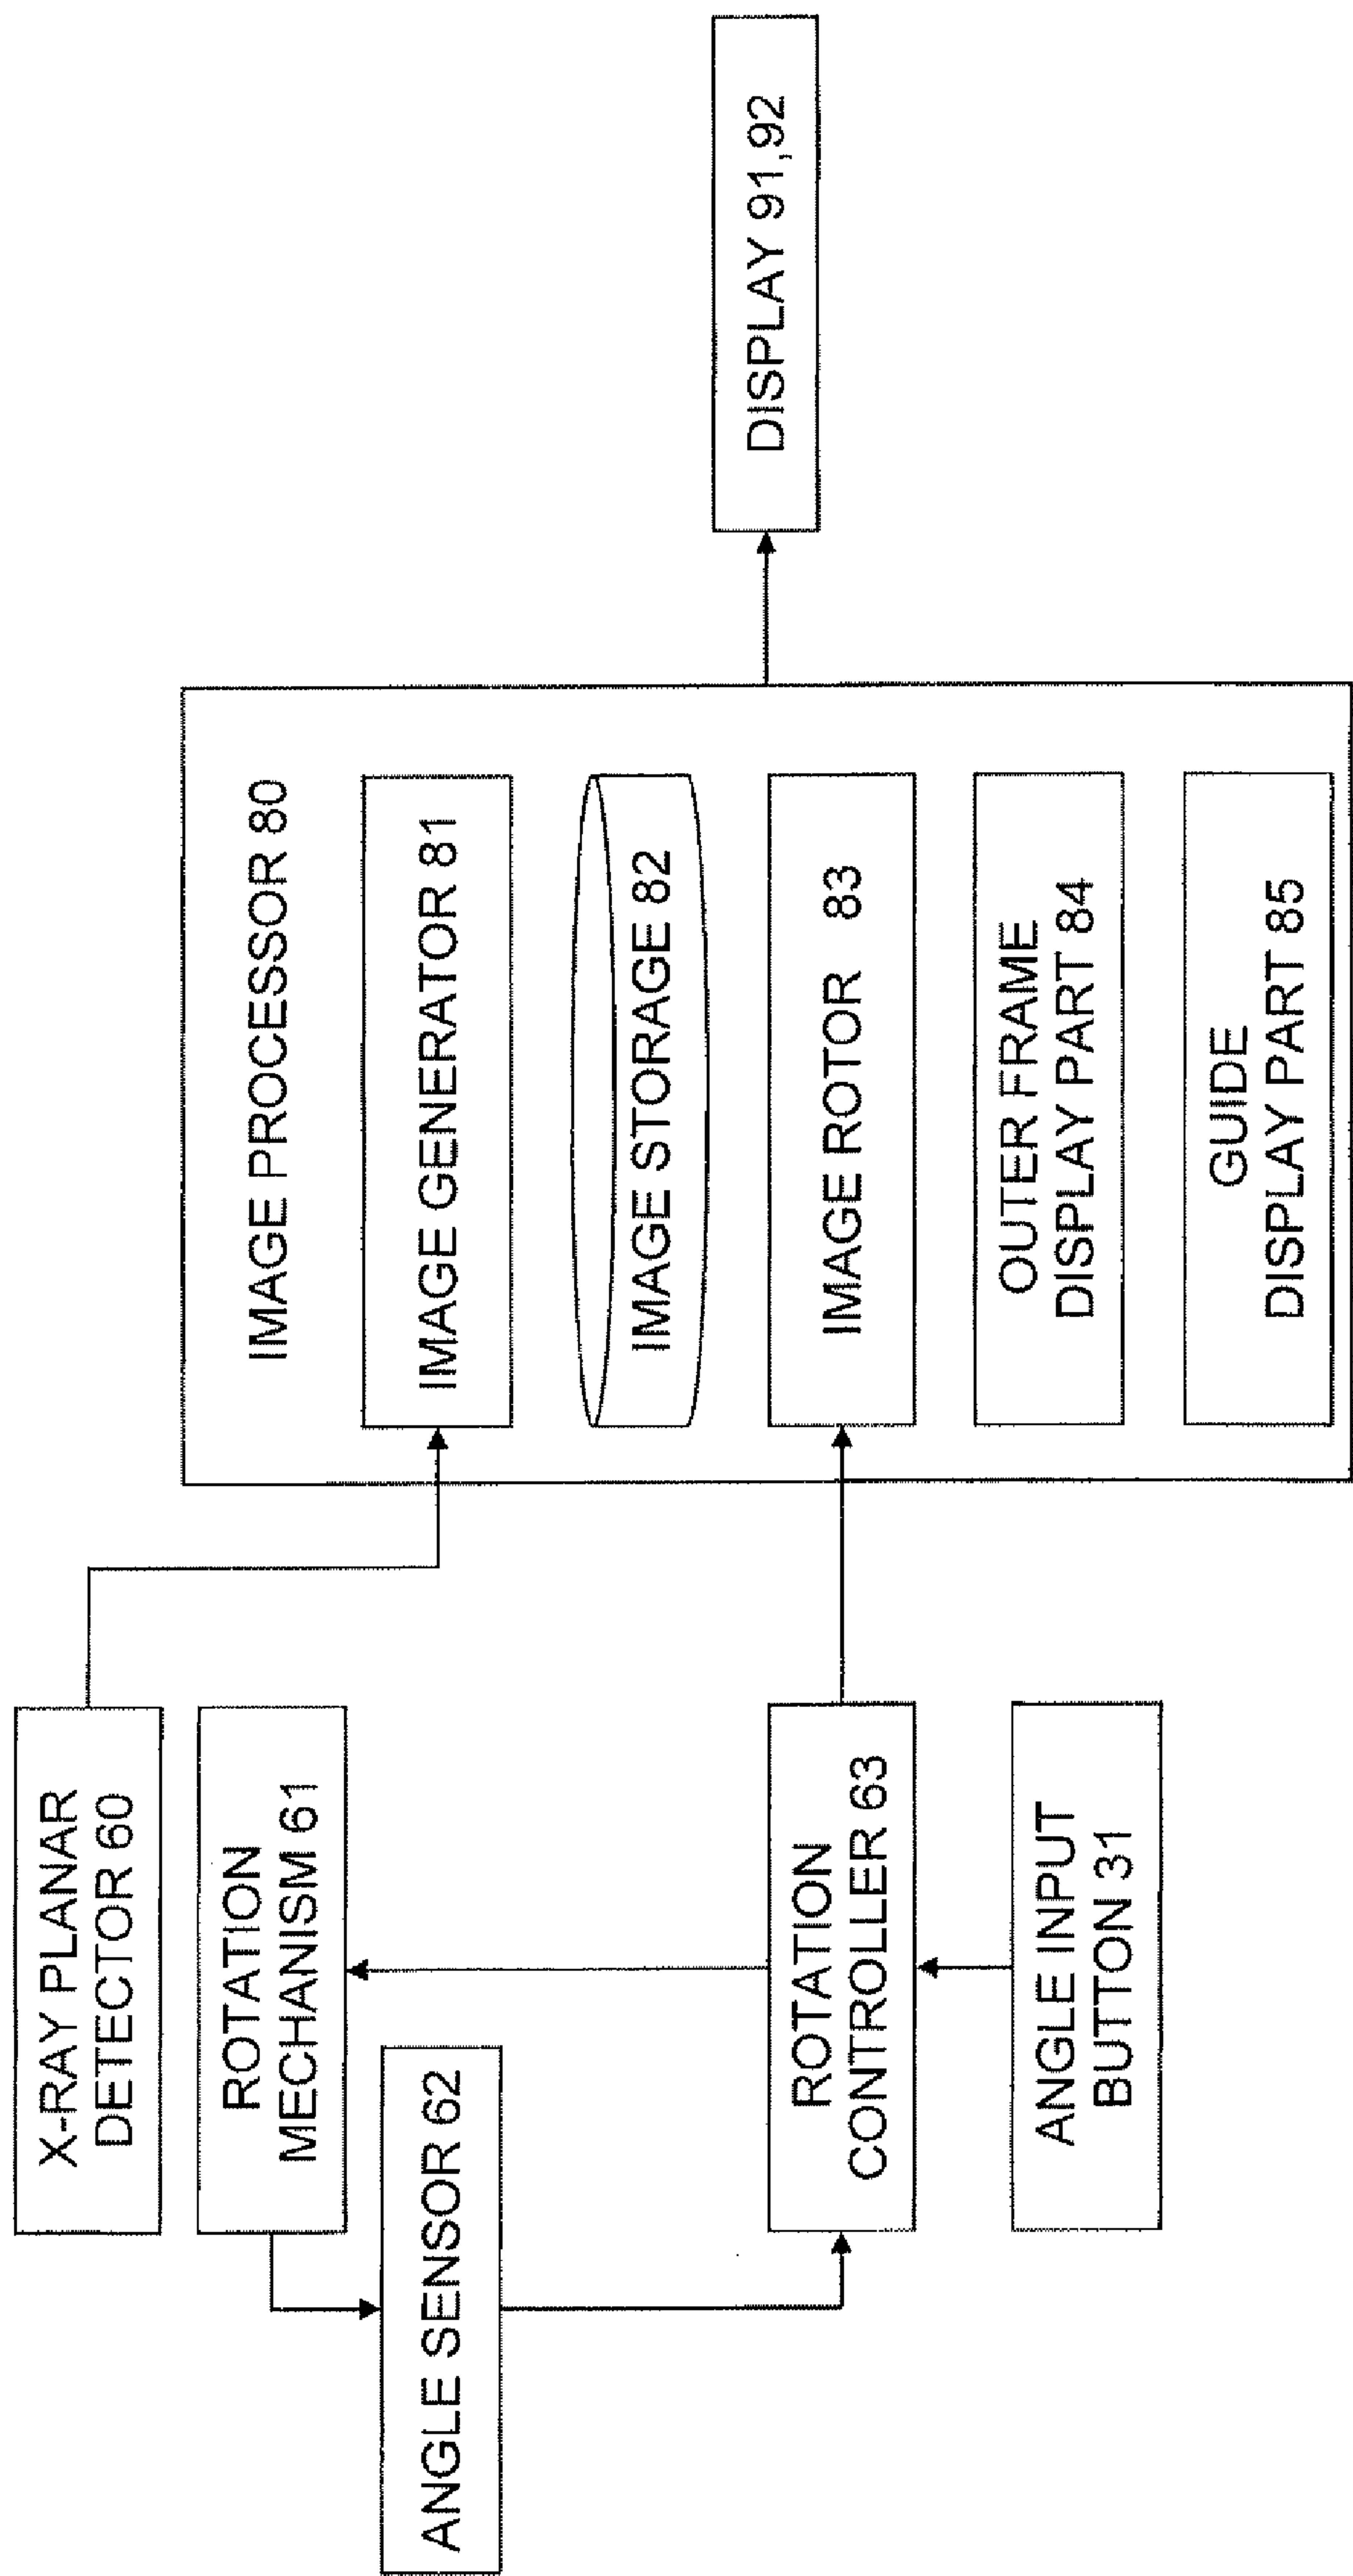 X-RAY PLANAR
DETECTOR 60
ROTATION
MECHANISM 61
ANGLE SENSOR 62
ROTATION
CONTROLLER 63
ANGLE INPUT
BUTTON 31
IMAGE PROCESSOR 80
IMAGE GENERATOR 81
IMAGE STORAGE 82
IMAGE ROTOR 83
OUTER FRAME
DISPLAY PART 84
GUIDE
DISPLAY PART 85
DISPLAY 91,92